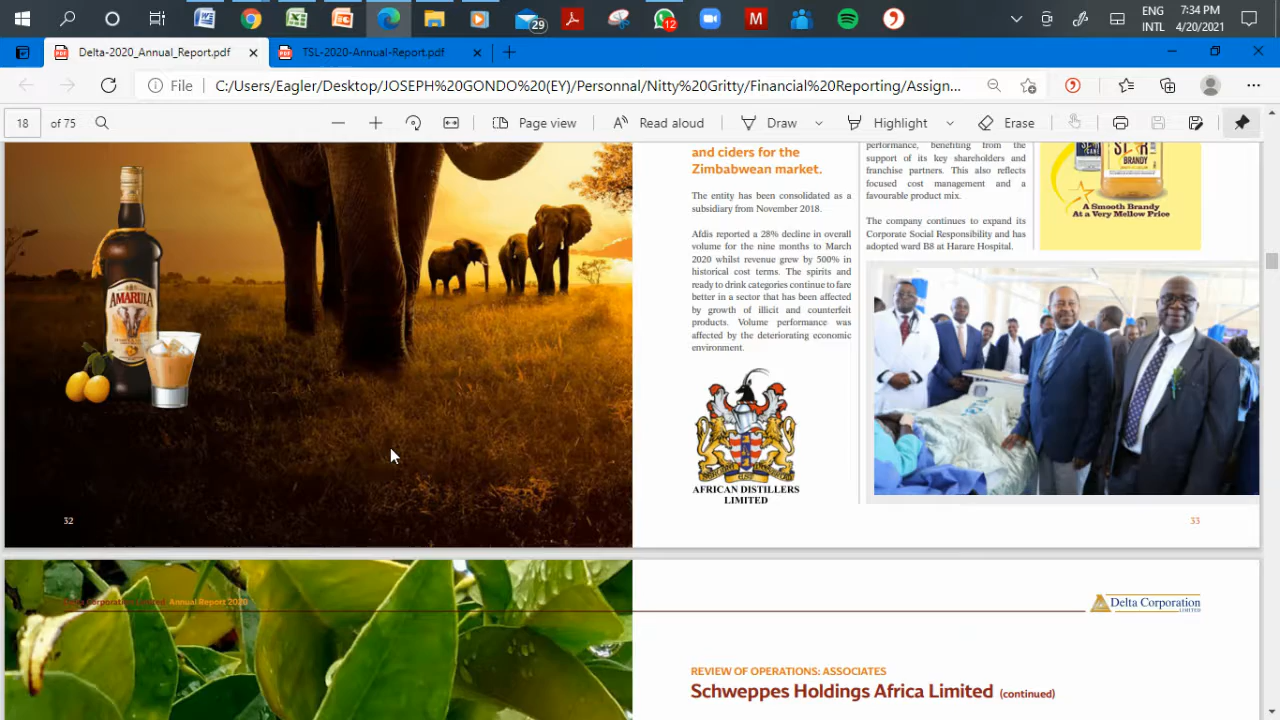 29
12
ENG
INTL
7:34 PM
4/20/2021
Delta-2020_Annual_Report.pdf
TSL-2020-Annual-Report.pdf
File
C:/Users/Eagler/Desktop/JOSEPH%20GONDO%20(EY)/Personnal/Nitty%20Gritty/Financial%20Reporting/Assign...
18 of 75
Page view
Read aloud
Draw
Highlight
Erase
AMARULA
32
and ciders for the
Zimbabwean market.
The entity has been consolidated as a
subsidiary from November 2018.
Afdis reported a 28% decline in overall
volume for the nine months to March
2020 whilst revenue grew by 500% in
historical cost terms. The spirits and
ready to drink categories continue to fare
better in a sector that has been affected
by growth of illicit and counterfeit
products. Volume performance was
affected by the deteriorating economic
environment.
AFRICAN DISTILLERS
LIMITED
performance, benefiting from the
support of its key shareholders and
franchise partners. This also reflects
focused cost management and a
favourable product mix.
The company continues to expand its
Corporate Social Responsibility and has
adopted ward B8 at Harare Hospital.
BRANDY
A Smooth Brandy
At a Very Mellow Price
33
Delta Corporation Limited Annual Report 2020
Delta Corporation
LIMITED
REVIEW OF OPERATIONS: ASSOCIATES
Schweppes Holdings Africa Limited (continued)